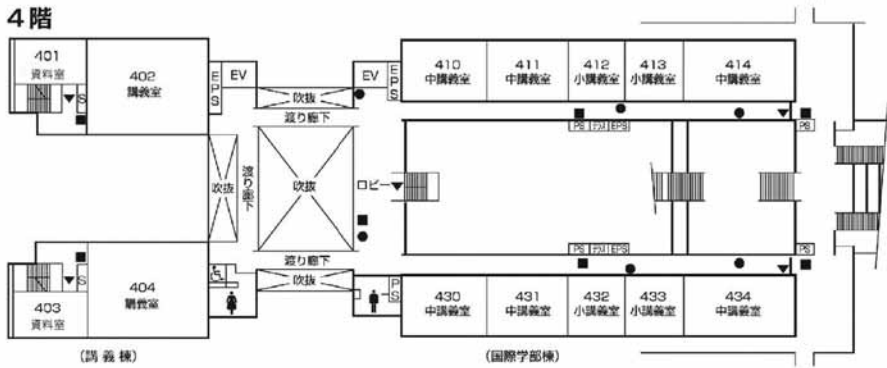 4階
401
資料室
402
講義室
EPS
EV
EV
EPS
410
中講義室
411
中講義室
412
小講義室
413
小講義室
414
中講義室
S
吹抜
渡り廊下
PS
EPS
PS
吹抜
渡り廊下
吹抜
ロビー
渡り廊下
PS
EPS
PS
S
403
資料室
404
講義室
吹抜
PS
430
中講義室
431
中講義室
432
小講義室
433
小講義室
434
中講義室
(講義棟)
(国際学部棟)